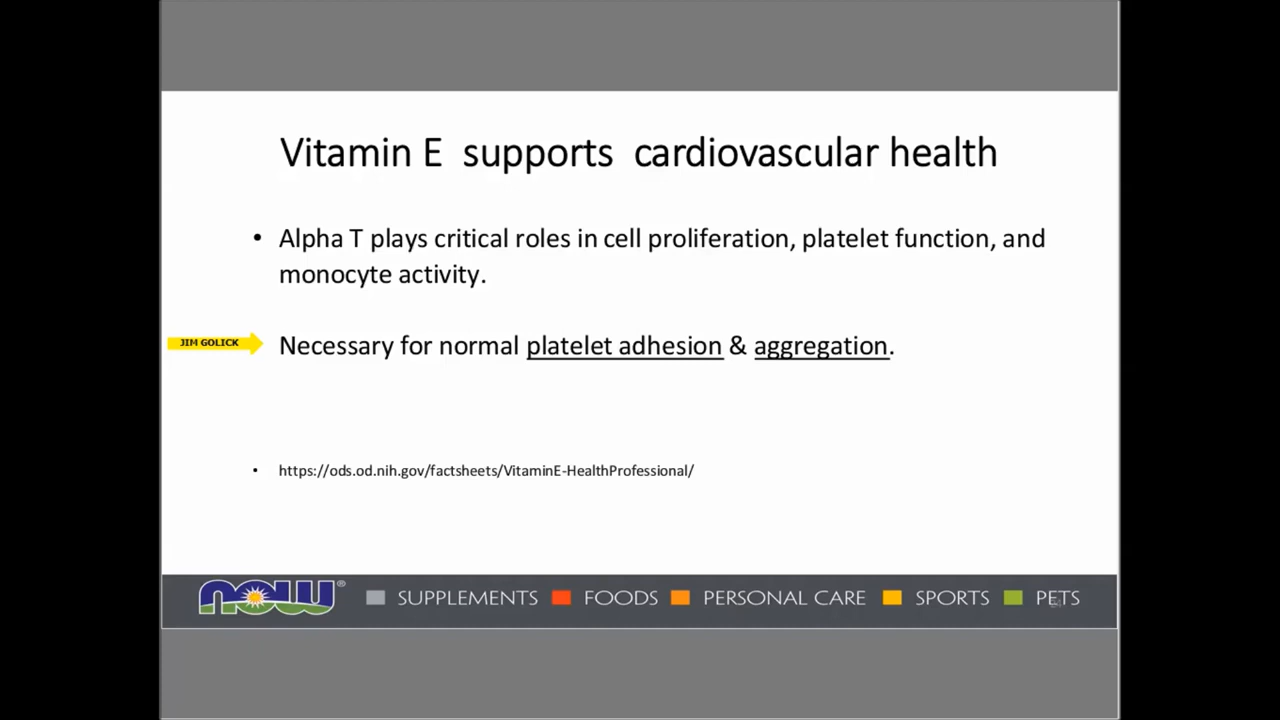 Vitamin E supports cardiovascular health
• Alpha T plays critical roles in cell proliferation, platelet function, and
monocyte activity.
JIM GOLICK
Necessary for normal platelet adhesion & aggregation.
• https://ods.od.nih.gov/factsheets/VitaminE-HealthProfessional/
now® SUPPLEMENTS FOODS PERSONAL CARE SPORTS PETS